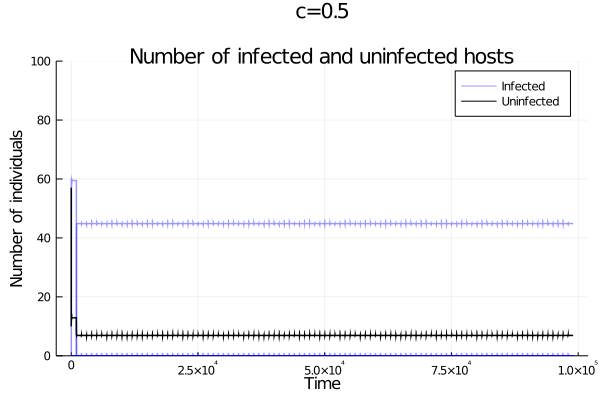 c=0.5
Number of infected and uninfected hosts
Number of individuals
100
80
60
40
20
0
Infected
Uninfected
0
2.5×10⁴
5.0×10⁴
7.5×10⁴
1.0×10⁵
Time